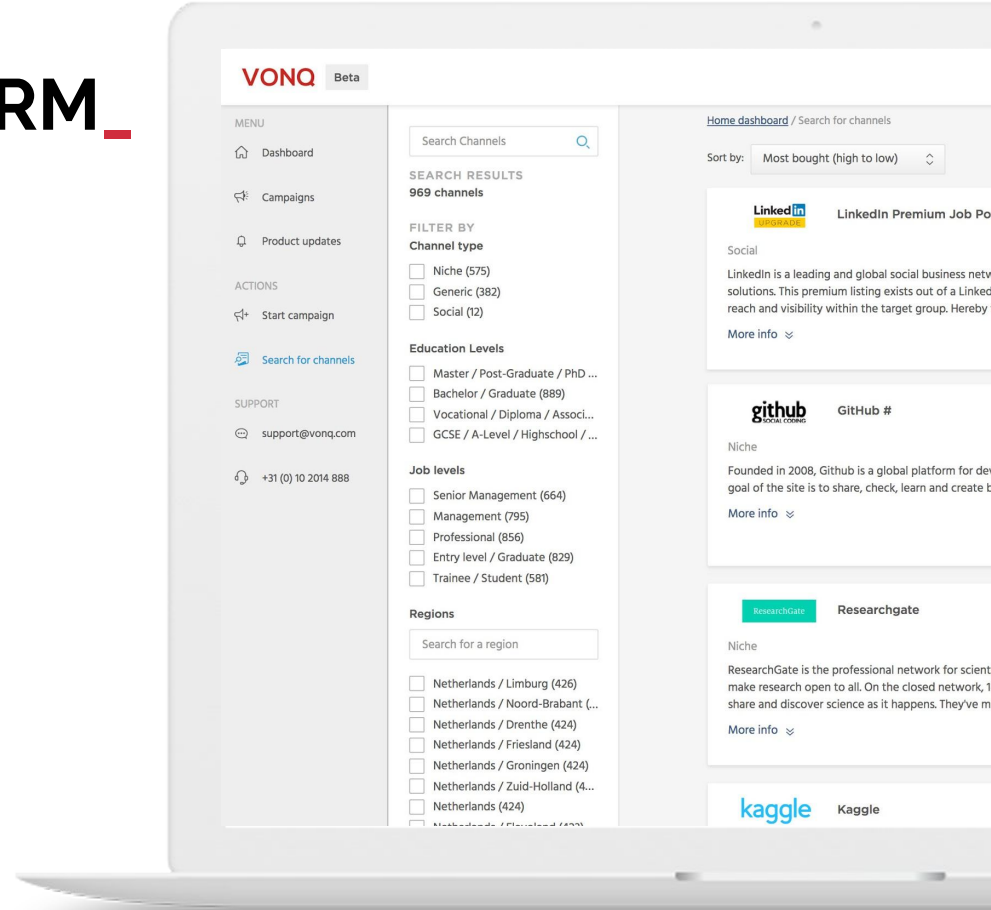 RM_
VONQ Beta
MENU
Dashboard
Campaigns
Product updates
ACTIONS
Start campaign
Search for channels
SUPPORT
support@vonq.com
+31 (0) 10 2014 888
Search Channels
SEARCH RESULTS
969 channels
FILTER BY
Channel type
Niche (575)
Generic (382)
Social (12)
Education Levels
Master / Post-Graduate / PhD ...
Bachelor / Graduate (889)
Vocational / Diploma / Associ...
GCSE / A-Level / Highschool / ...
Job levels
Senior Management (664)
Management (795)
Professional (856)
Entry level / Graduate (829)
Trainee / Student (581)
Regions
Search for a region
Netherlands / Limburg (426)
Netherlands / Noord-Brabant (...
Netherlands / Drenthe (424)
Netherlands / Friesland (424)
Netherlands / Groningen (424)
Netherlands / Zuid-Holland (4...
Netherlands (424)
Home dashboard / Search for channels
Sort by: Most bought (high to low)
Linked in
UPGRADE
LinkedIn Premium Job Po
Social
LinkedIn is a leading and global social business netw
solutions. This premium listing exists out of a Linked
reach and visibility within the target group. Hereby
More info
github
SOCIAL CODING
GitHub #
Niche
Founded in 2008, Github is a global platform for dev
goal of the site is to share, check, learn and create b
More info
ResearchGate
Researchgate
Niche
ResearchGate is the professional network for scient
make research open to all. On the closed network, 1
share and discover science as it happens. They've m
More info
kaggle
Kaggle